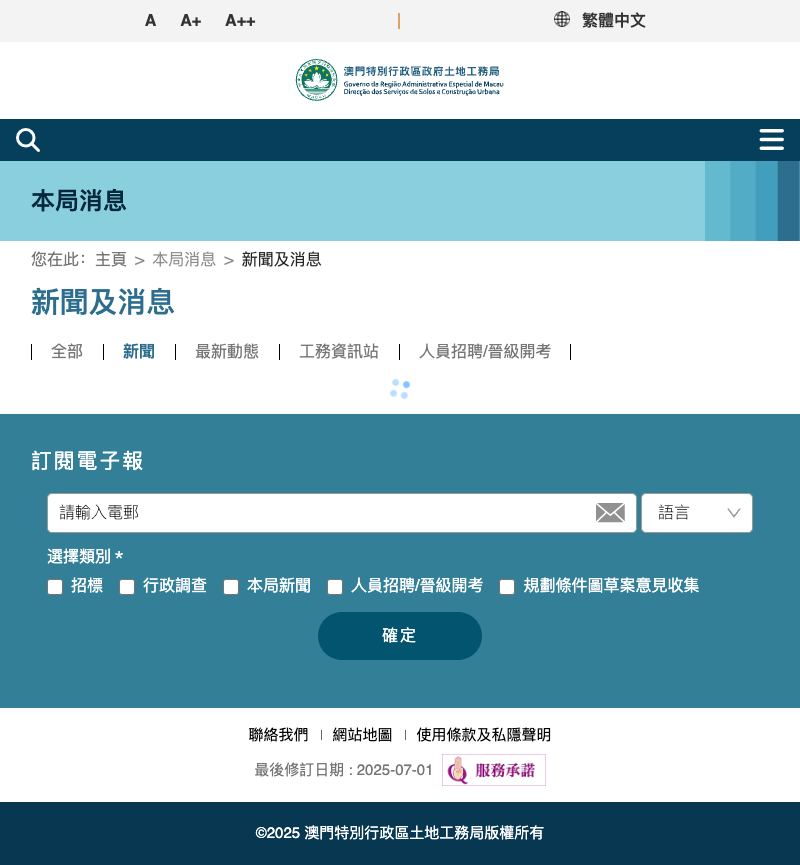 A A+ A++ 繁體中文
澳門特別行政區政府土地工務局
Governo da Região Administrativa Especial de Macau
Direcção dos Serviços de Solos e Construção Urbana
本局消息
您在此： 主頁 > 本局消息 > 新聞及消息
新聞及消息
全部 新聞 最新動態 工務資訊站 人員招聘/晉級開考
訂閱電子報
請輸入電郵 語言
選擇類別 *
招標 行政調查 本局新聞 人員招聘/晉級開考 規劃條件圖草案意見收集
確定
聯絡我們 網站地圖 使用條款及私隱聲明
最後修訂日期 : 2025-07-01 服務承諾
©2025 澳門特別行政區土地工務局版權所有